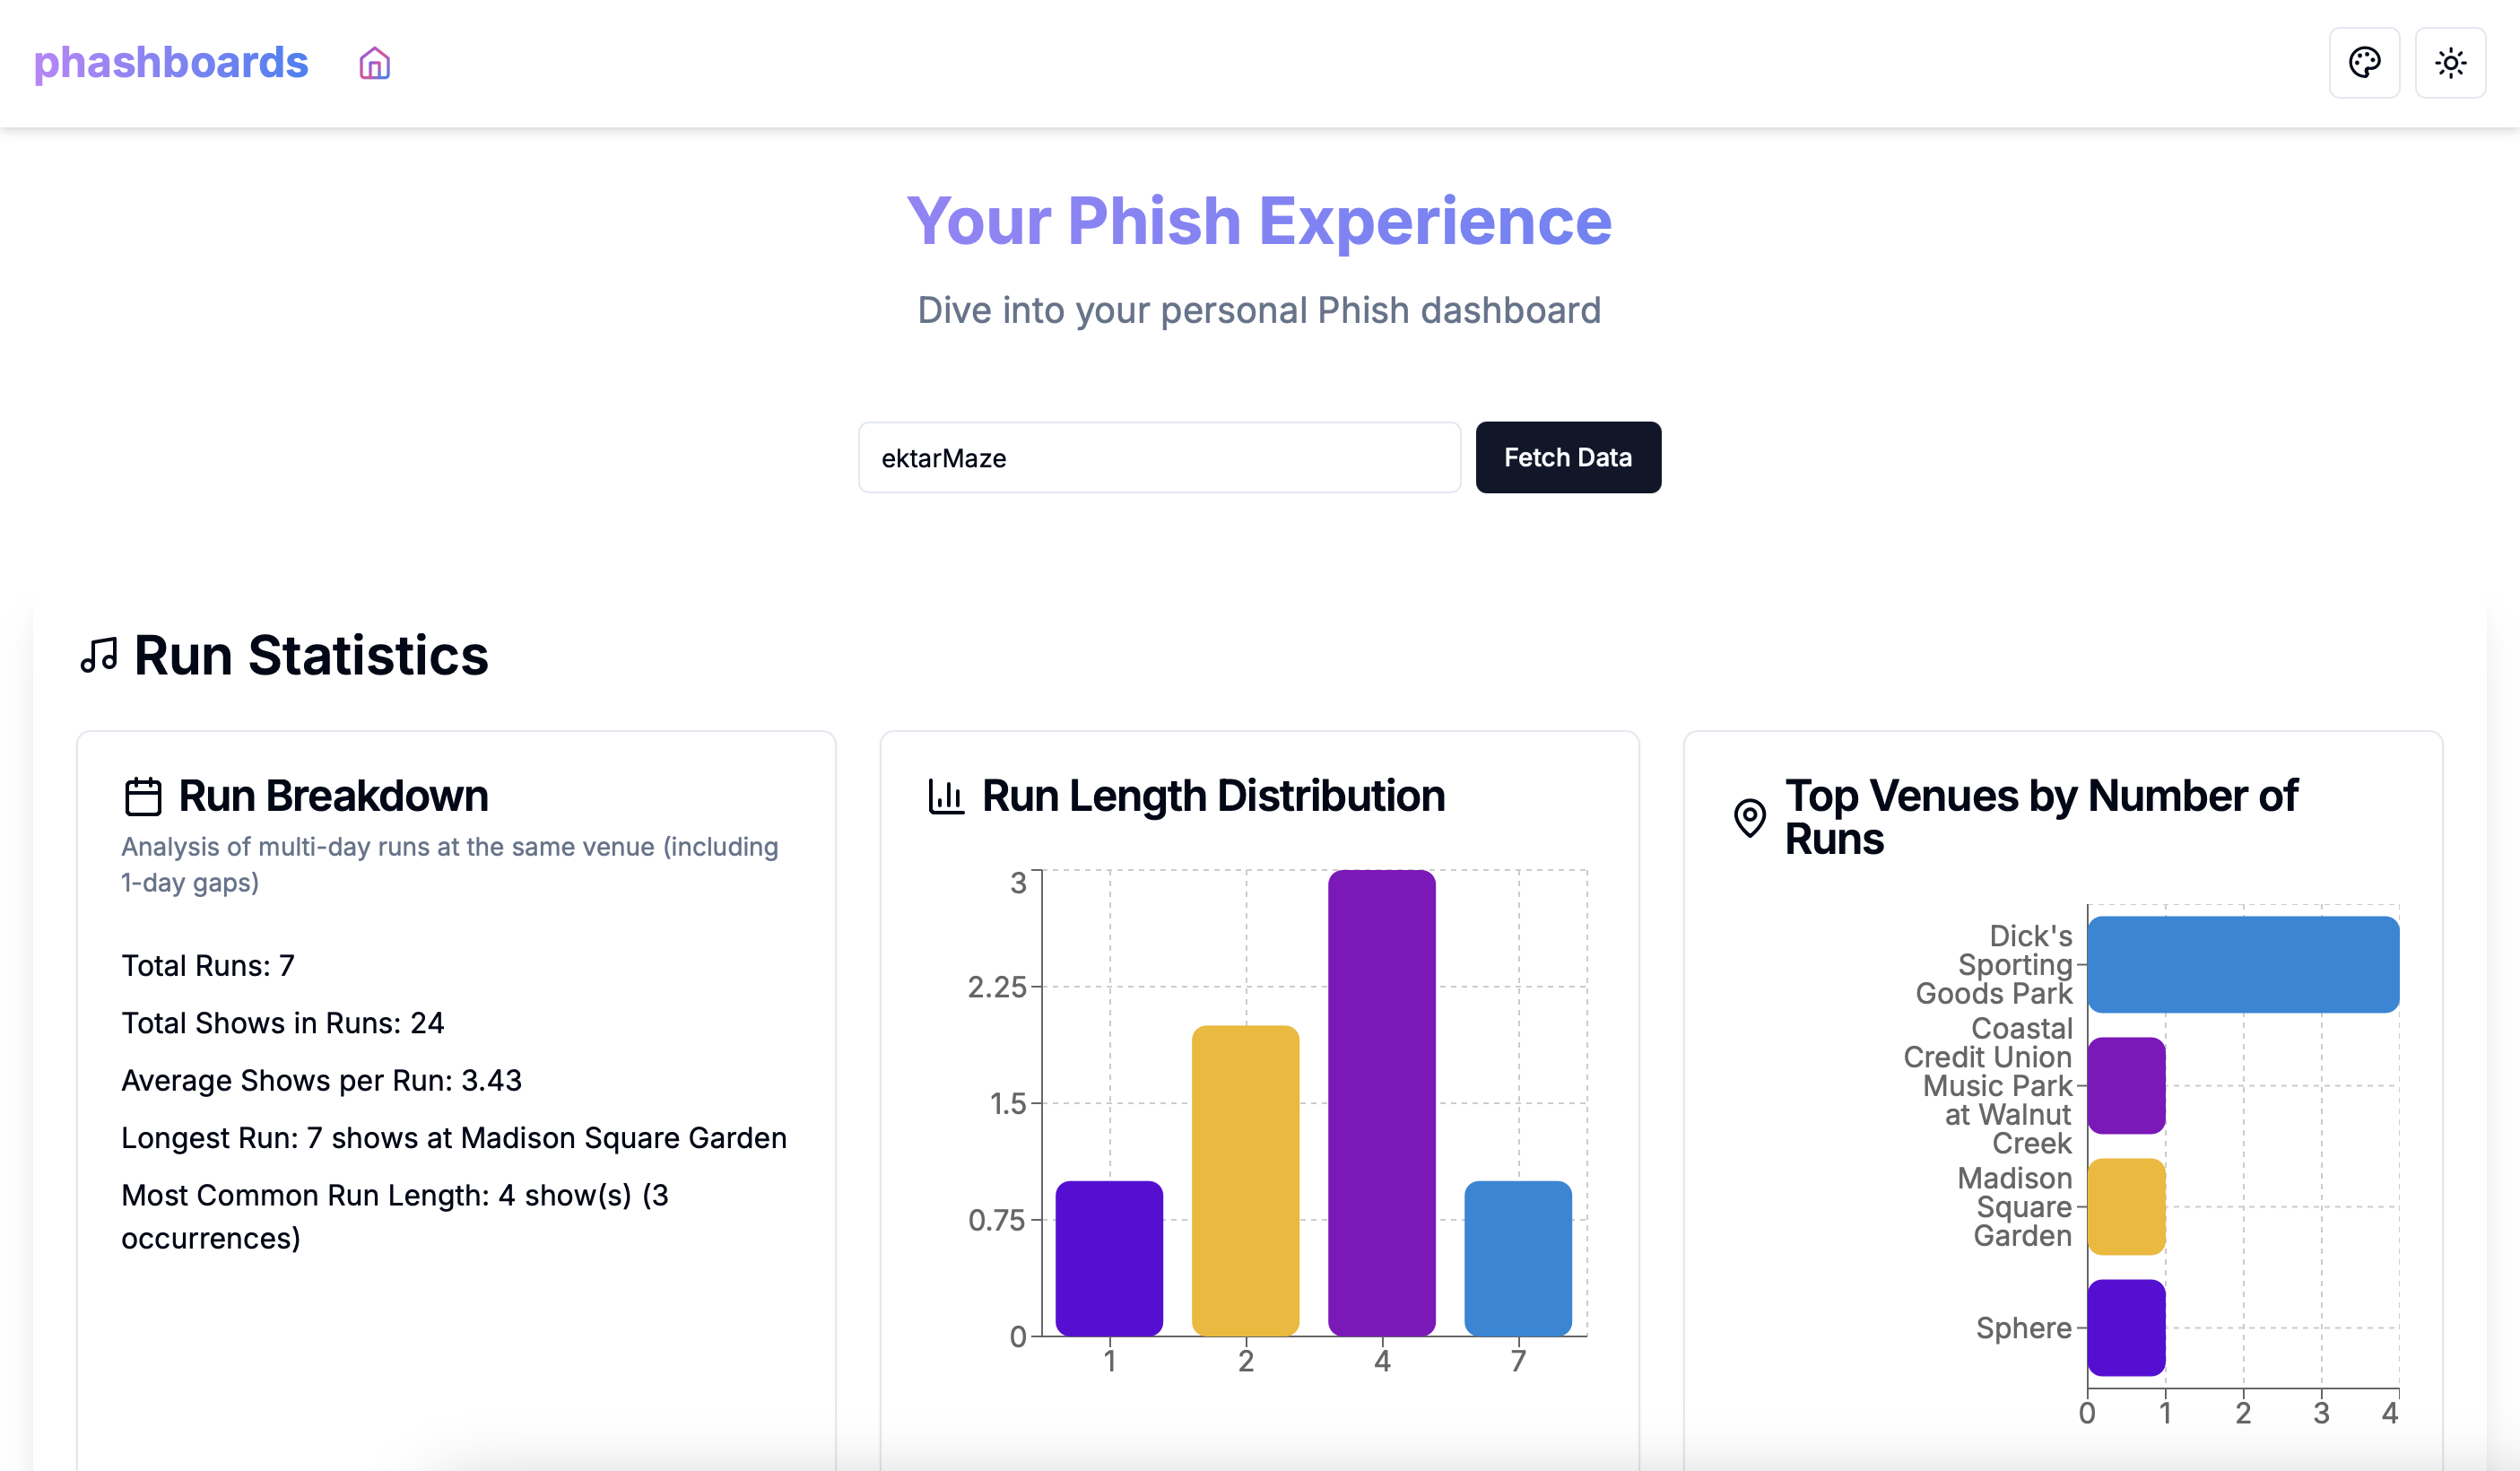 phashboards
Your Phish Experience
Dive into your personal Phish dashboard
ektarMaze
Fetch Data
Run Statistics
Run Breakdown
Analysis of multi-day runs at the same venue (including
1-day gaps)
Total Runs: 7
Total Shows in Runs: 24
Average Shows per Run: 3.43
Longest Run: 7 shows at Madison Square Garden
Most Common Run Length: 4 show(s) (3
occurrences)
Run Length Distribution
3
2.25
1.5
0.75
0
1
2
4
7
Top Venues by Number of
Runs
Dick's
Sporting
Goods Park
Coastal
Credit Union
Music Park
at Walnut
Creek
Madison
Square
Garden
Sphere
0
1
2
3
4